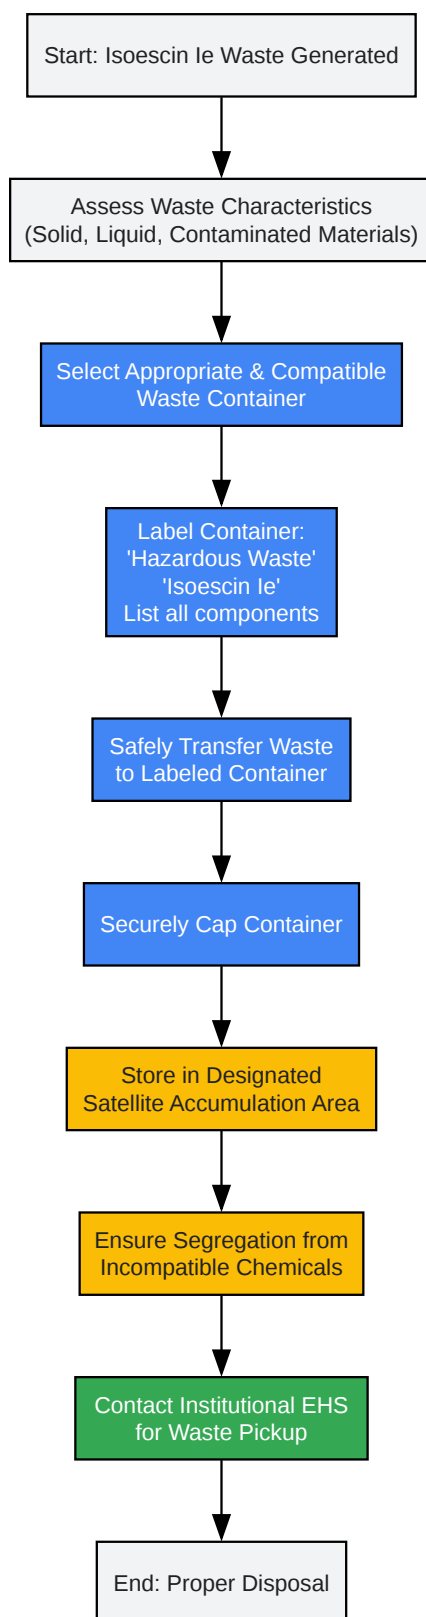 Start: Isoescin Ie Waste Generated
Assess Waste Characteristics
(Solid, Liquid, Contaminated Materials)
Select Appropriate & Compatible
Waste Container
Label Container:
'Hazardous Waste'
'Isoescin Ie'
List all components
Safely Transfer Waste
to Labeled Container
Securely Cap Container
Store in Designated
Satellite Accumulation Area
Ensure Segregation from
Incompatible Chemicals
Contact Institutional EHS
for Waste Pickup
End: Proper Disposal